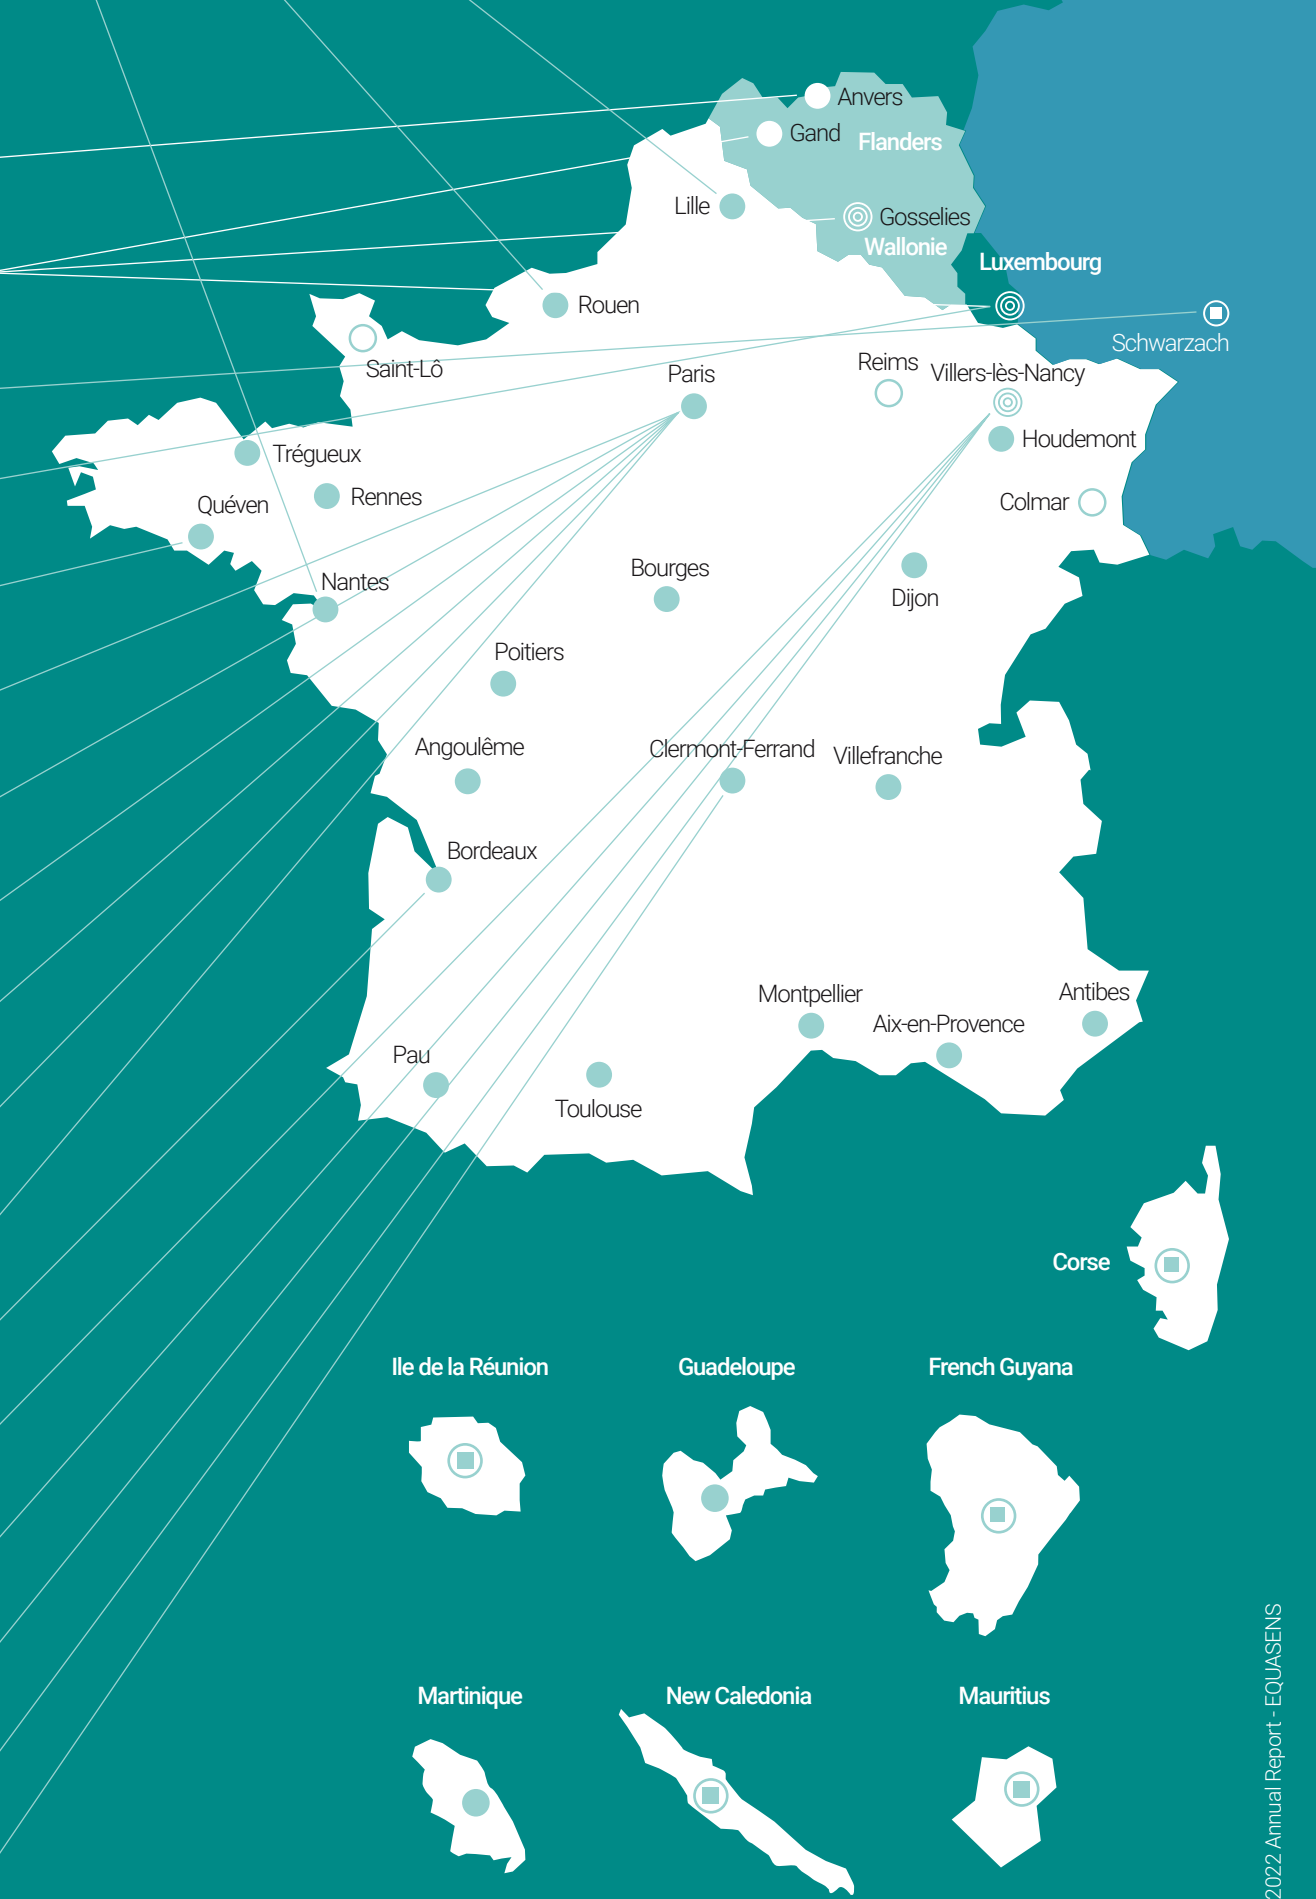 Anvers
Gand
Flanders
Lille
Gosselies
Wallonie
Luxembourg
Rouen
Schwarzach
Saint-Lô
Paris
Reims
Villers-lès-Nancy
Houdemont
Trégueux
Quéven
Rennes
Colmar
Nantes
Bourges
Dijon
Poitiers
Angoulême
Clermont-Ferrand
Villefranche
Bordeaux
Montpellier
Antibes
Aix-en-Provence
Pau
Toulouse
Corse
Ile de la Réunion
Guadeloupe
French Guyana
Martinique
New Caledonia
Mauritius
2022 Annual Report - EQUASENS